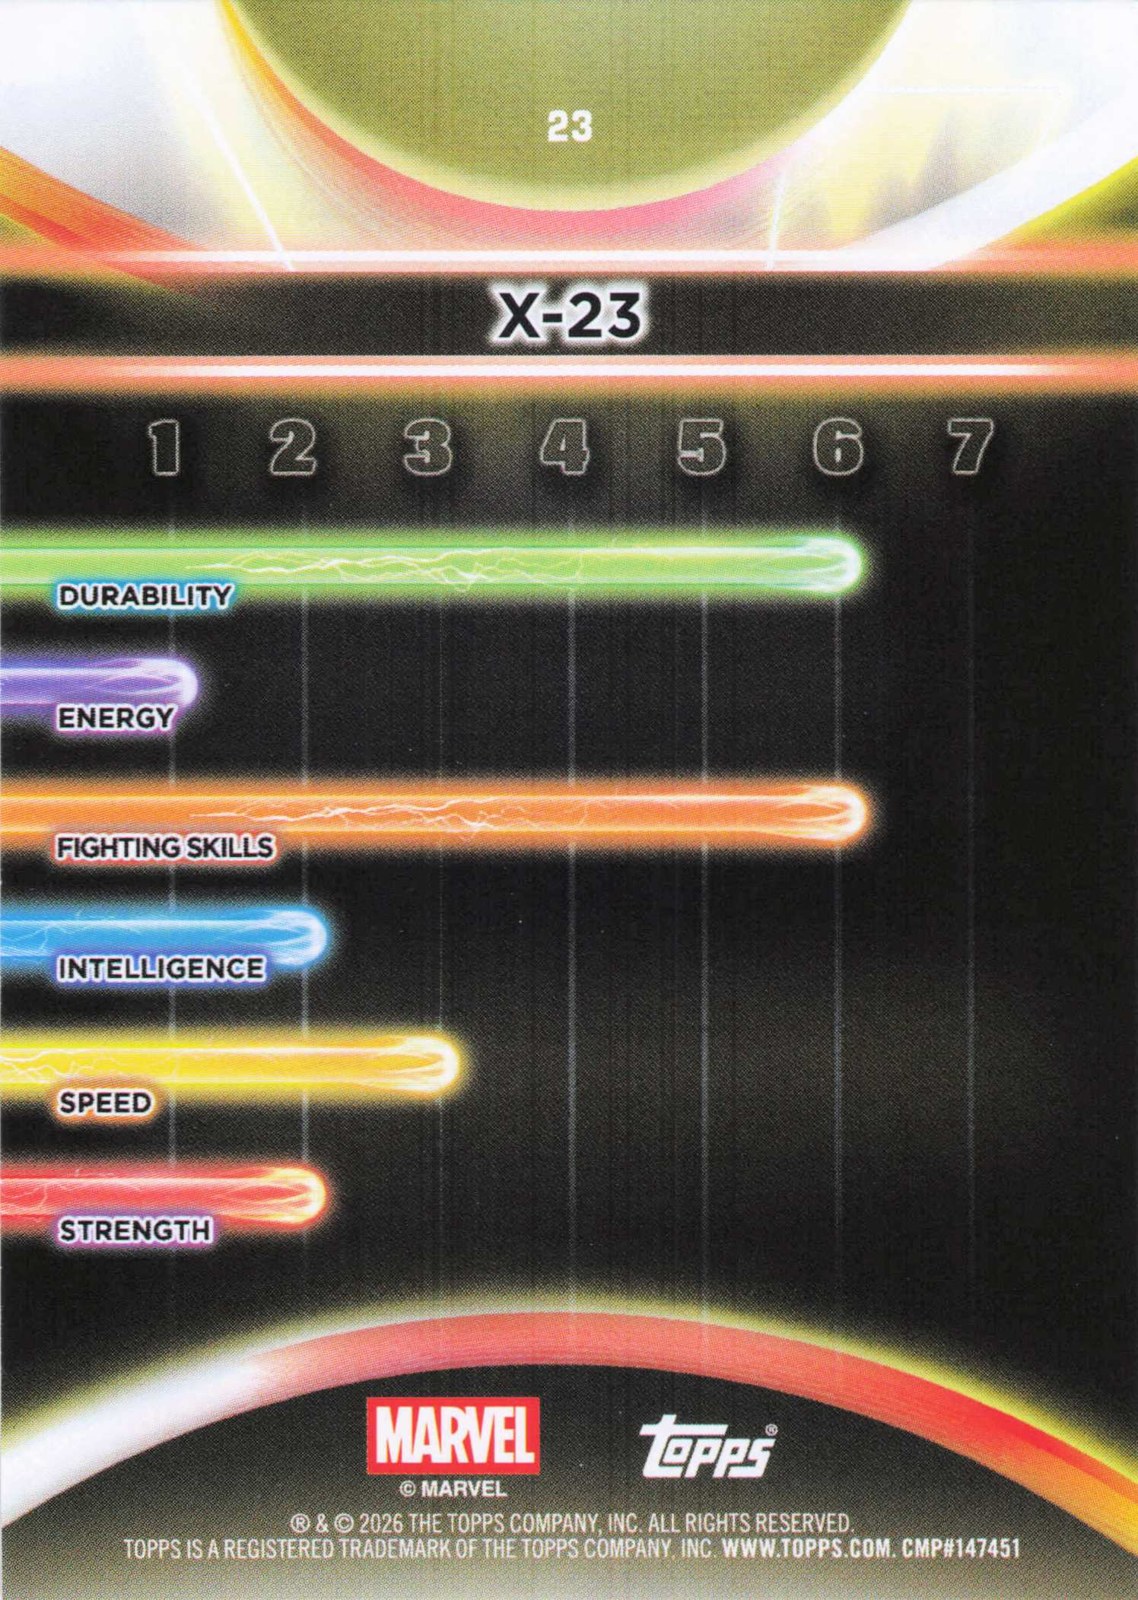 23
X-23
1 2 3 4 5 6 7
DURABILITY
ENERGY
FIGHTING SKILLS
INTELLIGENCE
SPEED
STRENGTH
MARVEL
© MARVEL
Topps®
® & © 2026 THE TOPPS COMPANY, INC. ALL RIGHTS RESERVED.
TOPPS IS A REGISTERED TRADEMARK OF THE TOPPS COMPANY, INC. WWW.TOPPS.COM. CMP#147451